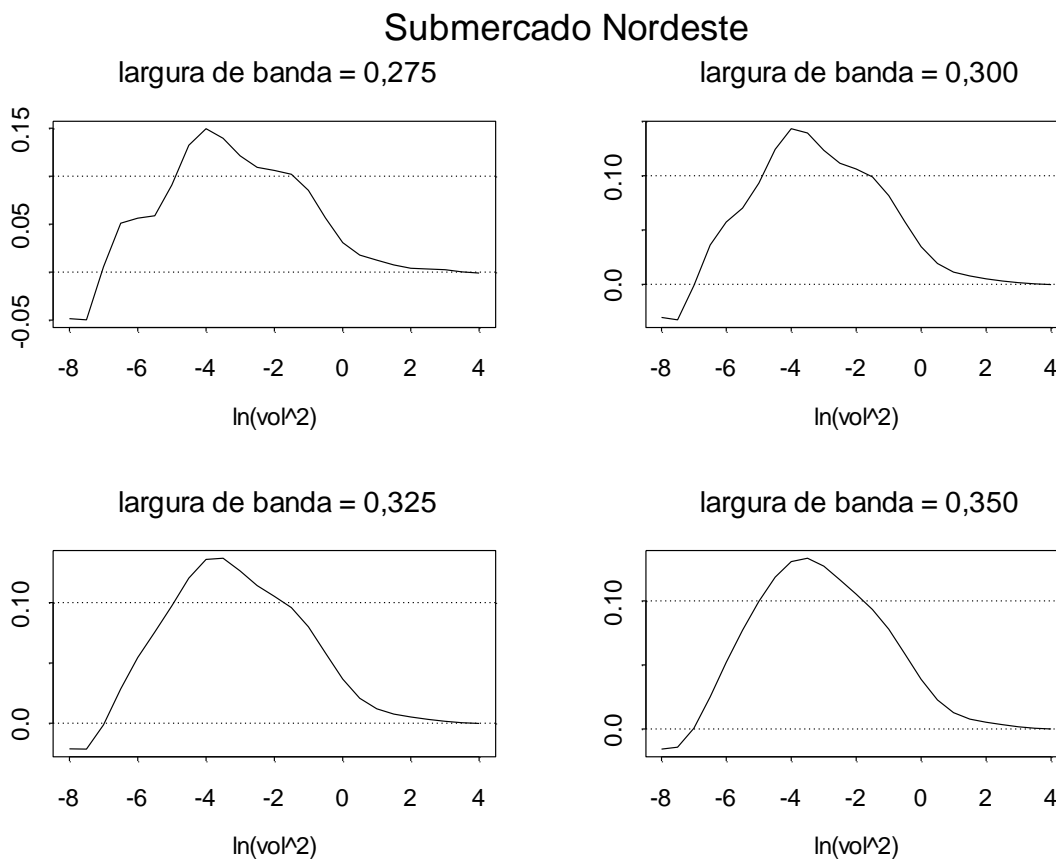 Submercado Nordeste
largura de banda = 0,275
0.15
0.05
-0.05
-8 -6 -4 -2 0 2 4
ln(vol^2)
largura de banda = 0,300
0.10
0.0
-8 -6 -4 -2 0 2 4
ln(vol^2)
largura de banda = 0,325
0.10
0.0
-8 -6 -4 -2 0 2 4
ln(vol^2)
largura de banda = 0,350
0.10
0.0
-8 -6 -4 -2 0 2 4
ln(vol^2)